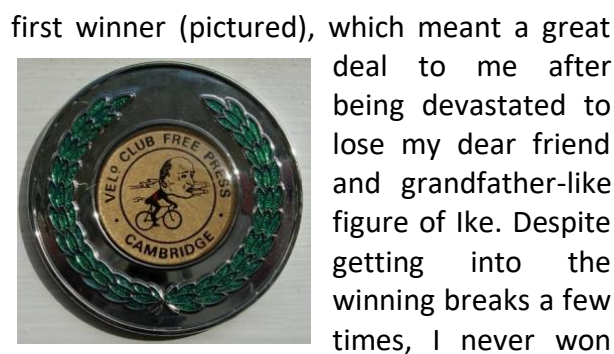 first winner (pictured), which meant a great
deal to me after
being devastated to
lose my dear friend
and grandfather-like
figure of Ike. Despite
getting into the
winning breaks a few
times, I never won
VELO CLUB FREE PRESS
CAMBRIDGE